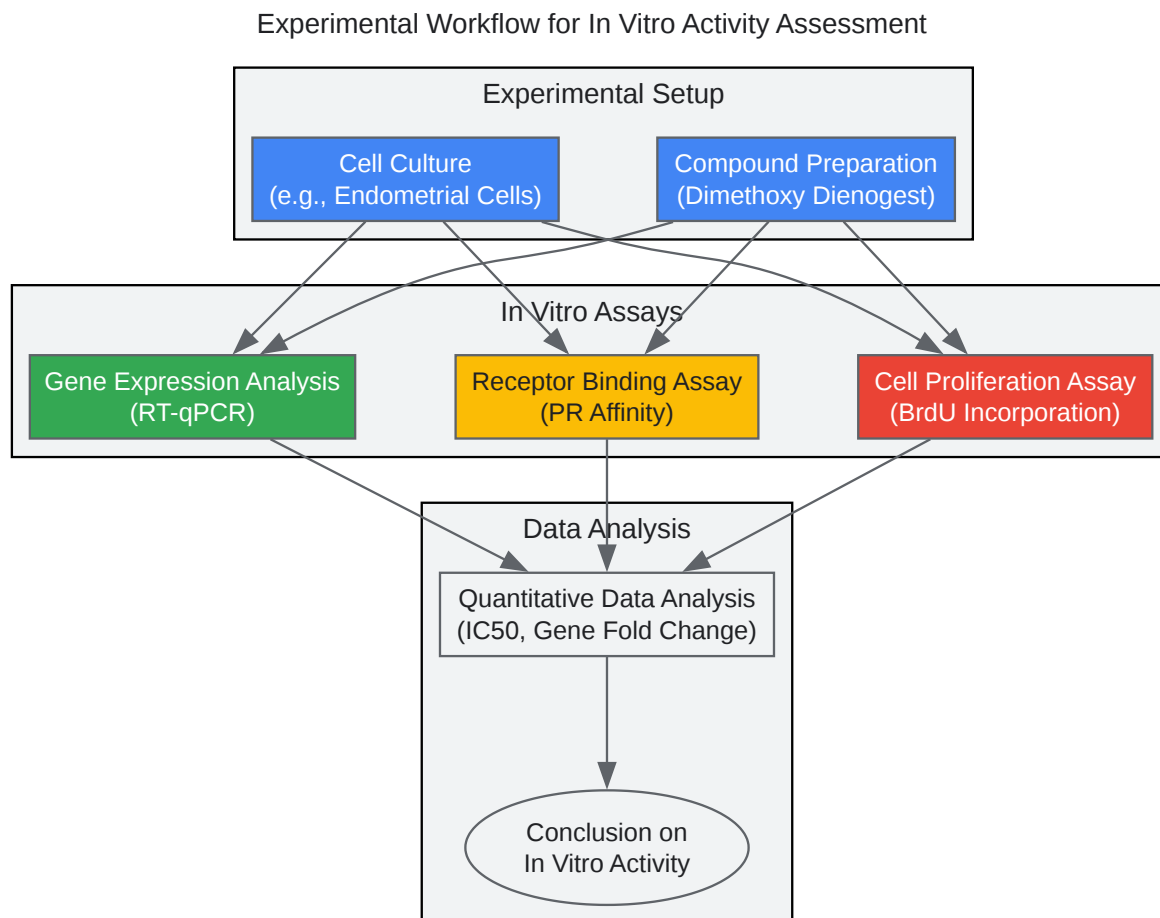 Experimental Workflow for In Vitro Activity Assessment
Experimental Setup
Cell Culture
(e.g., Endometrial Cells)
Compound Preparation
(Dimethoxy Dienogest)
In Vitro Assays
Gene Expression Analysis
(RT-qPCR)
Receptor Binding Assay
(PR Affinity)
Cell Proliferation Assay
(BrdU Incorporation)
Data Analysis
Quantitative Data Analysis
(IC50, Gene Fold Change)
Conclusion on
In Vitro Activity